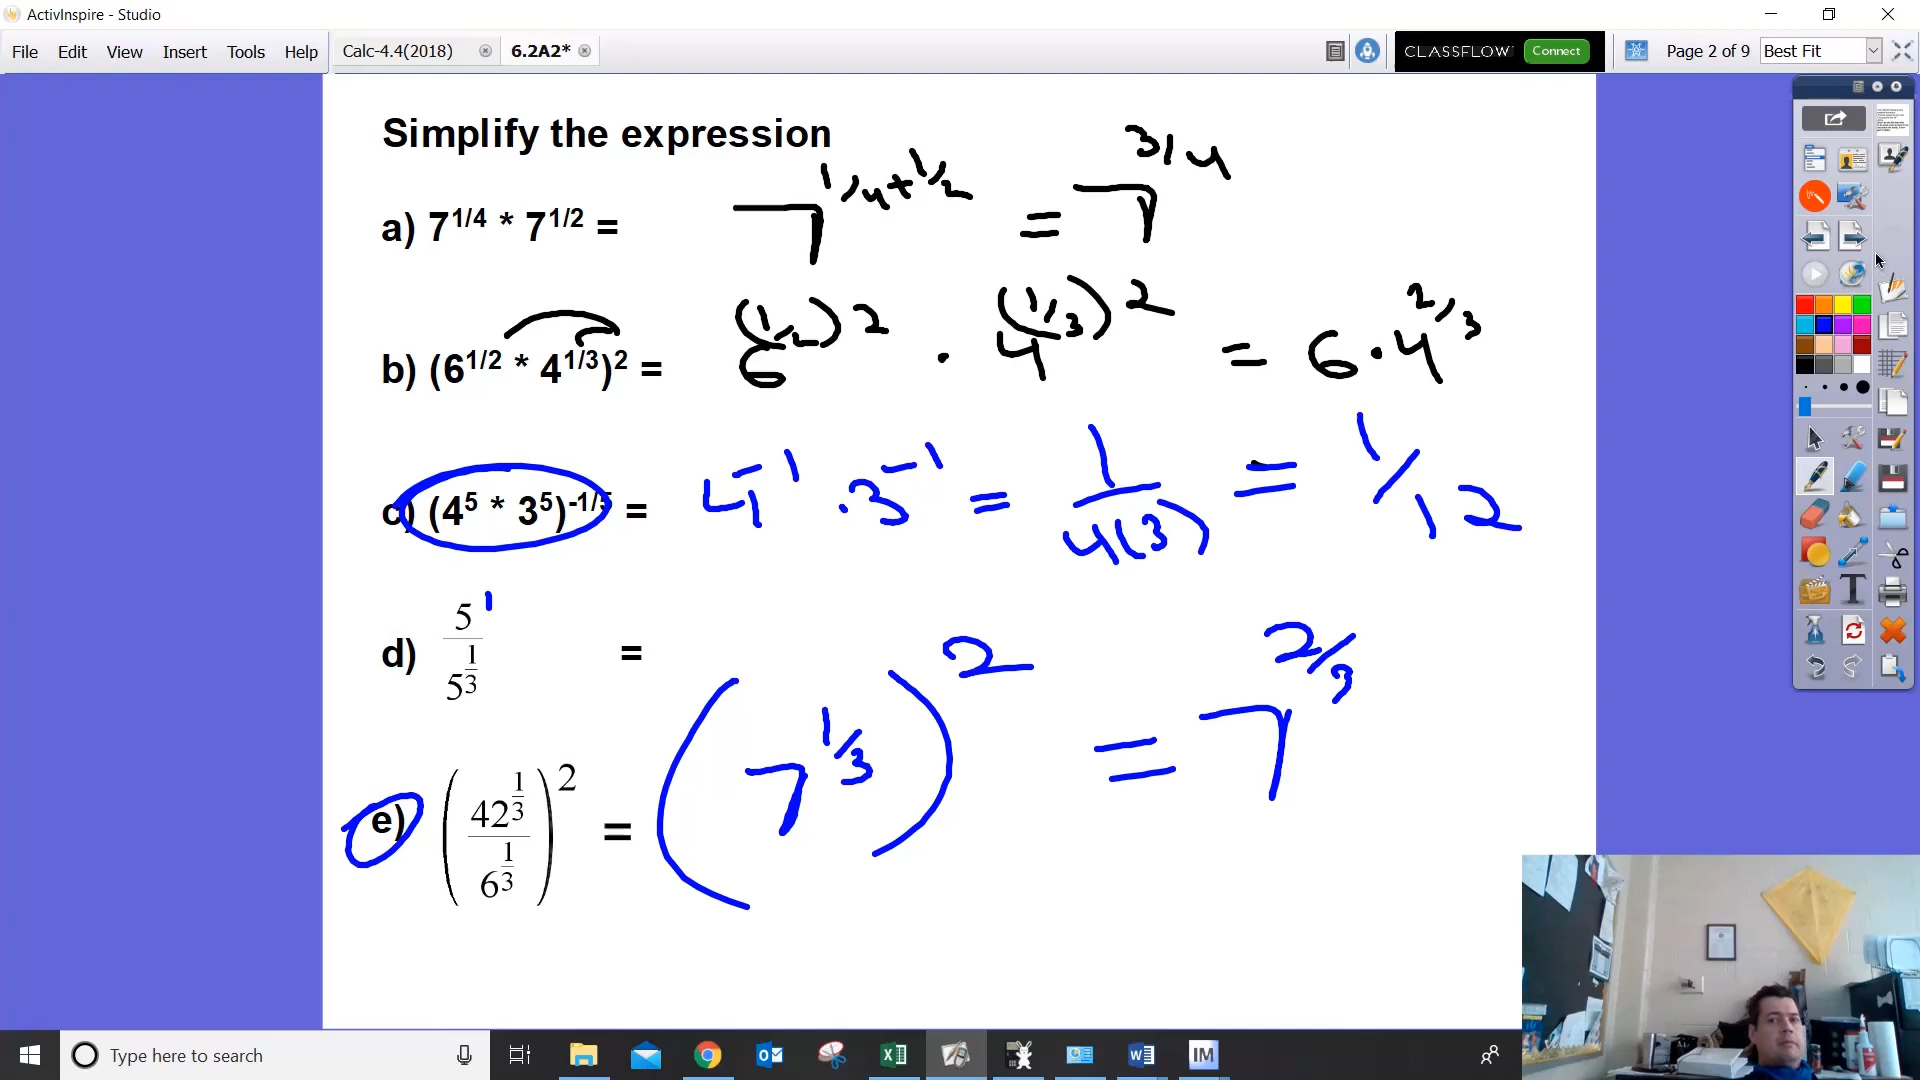 ActivInspire - Studio
File Edit View Insert Tools Help Calc-4.4(2018) 6.2A2* CLASSFLOW Connect Page 2 of 9 Best Fit
Simplify the expression
a) 7^{1/4} * 7^{1/2} = 7^{1/4+1/2} = 7^{3/4}
b) (6^{1/2} * 4^{1/3})^2 = 6^{(1/2)2} · 4^{(1/3)2} = 6·4^{2/3}
c) (4^5 * 3^5)^{-1/5} = 4^{-1} · 3^{-1} = 1/4(3) = 1/12
d) 5^1/5^{1/3} =
e) (42^{1/3}/6^{1/3})^2 = (7^{1/3})^2 = 7^{2/3}
Type here to search